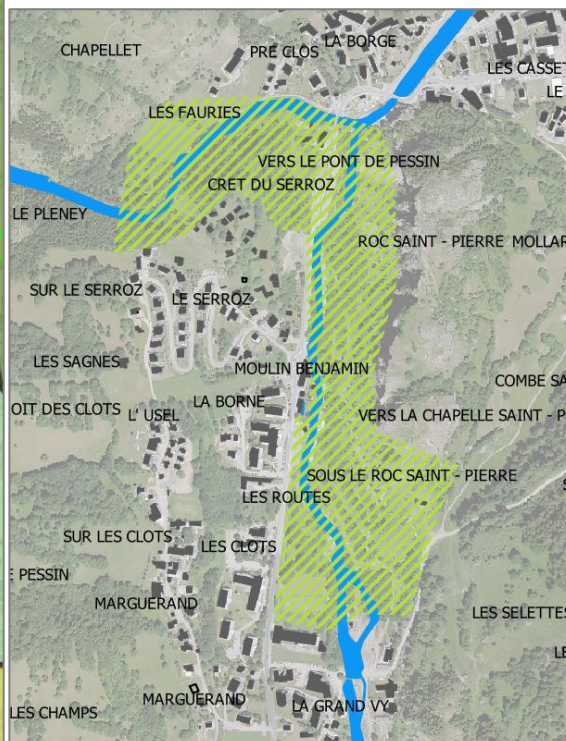 CHAPELLET
PRE CLOS
LA BORGE
LES CASSET
LE
LES FAURIES
VERS LE PONT DE PESSIN
CRET DU SERROZ
LE PLENEY
ROC SAINT - PIERRE MOLLAR
SUR LE SERROZ
LE SERROZ
LES SAGNES
MOULIN BENJAMIN
COMBE SA
OIT DES CLOTS
L' USEL
LA BORNE
VERS LA CHAPELLE SAINT - P
SOUS LE ROC SAINT - PIERRE
LES ROUTES
SUR LES CLOTS
LES CLOTS
E PESSIN
MARGUERAND
LES SELETTES
LE
MARGUERAND
LA GRAND VY
LES CHAMPS